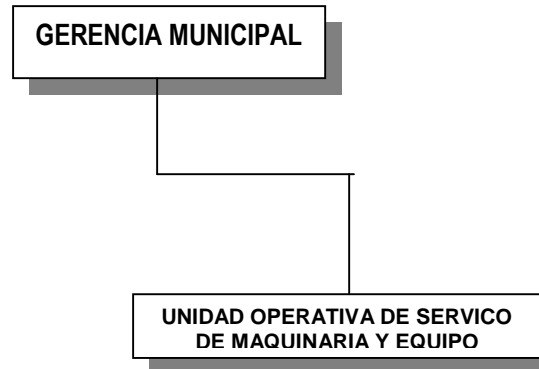 GERENCIA MUNICIPAL
UNIDAD OPERATIVA DE SERVICO
DE MAQUINARIA Y EQUIPO